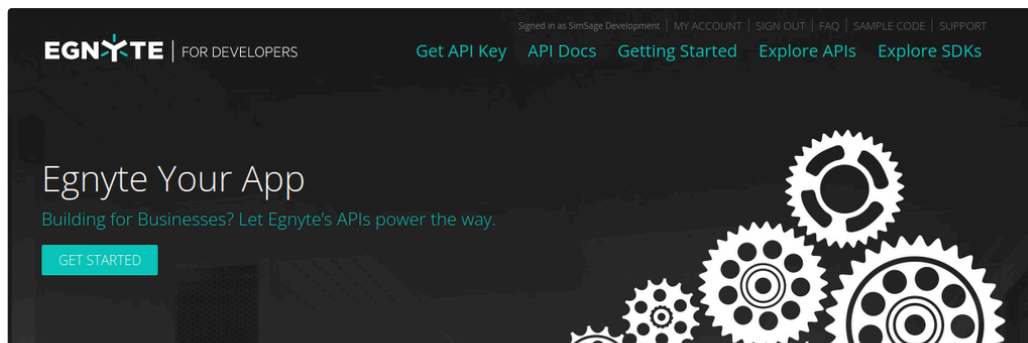 Signed in as SimSage Development | MY ACCOUNT | SIGN OUT | FAQ | SAMPLE CODE | SUPPORT
EGNYTE | FOR DEVELOPERS
Get API Key API Docs Getting Started Explore APIs Explore SDKs
Egnyte Your App
Building for Businesses? Let Egnyte's APIs power the way.
GET STARTED